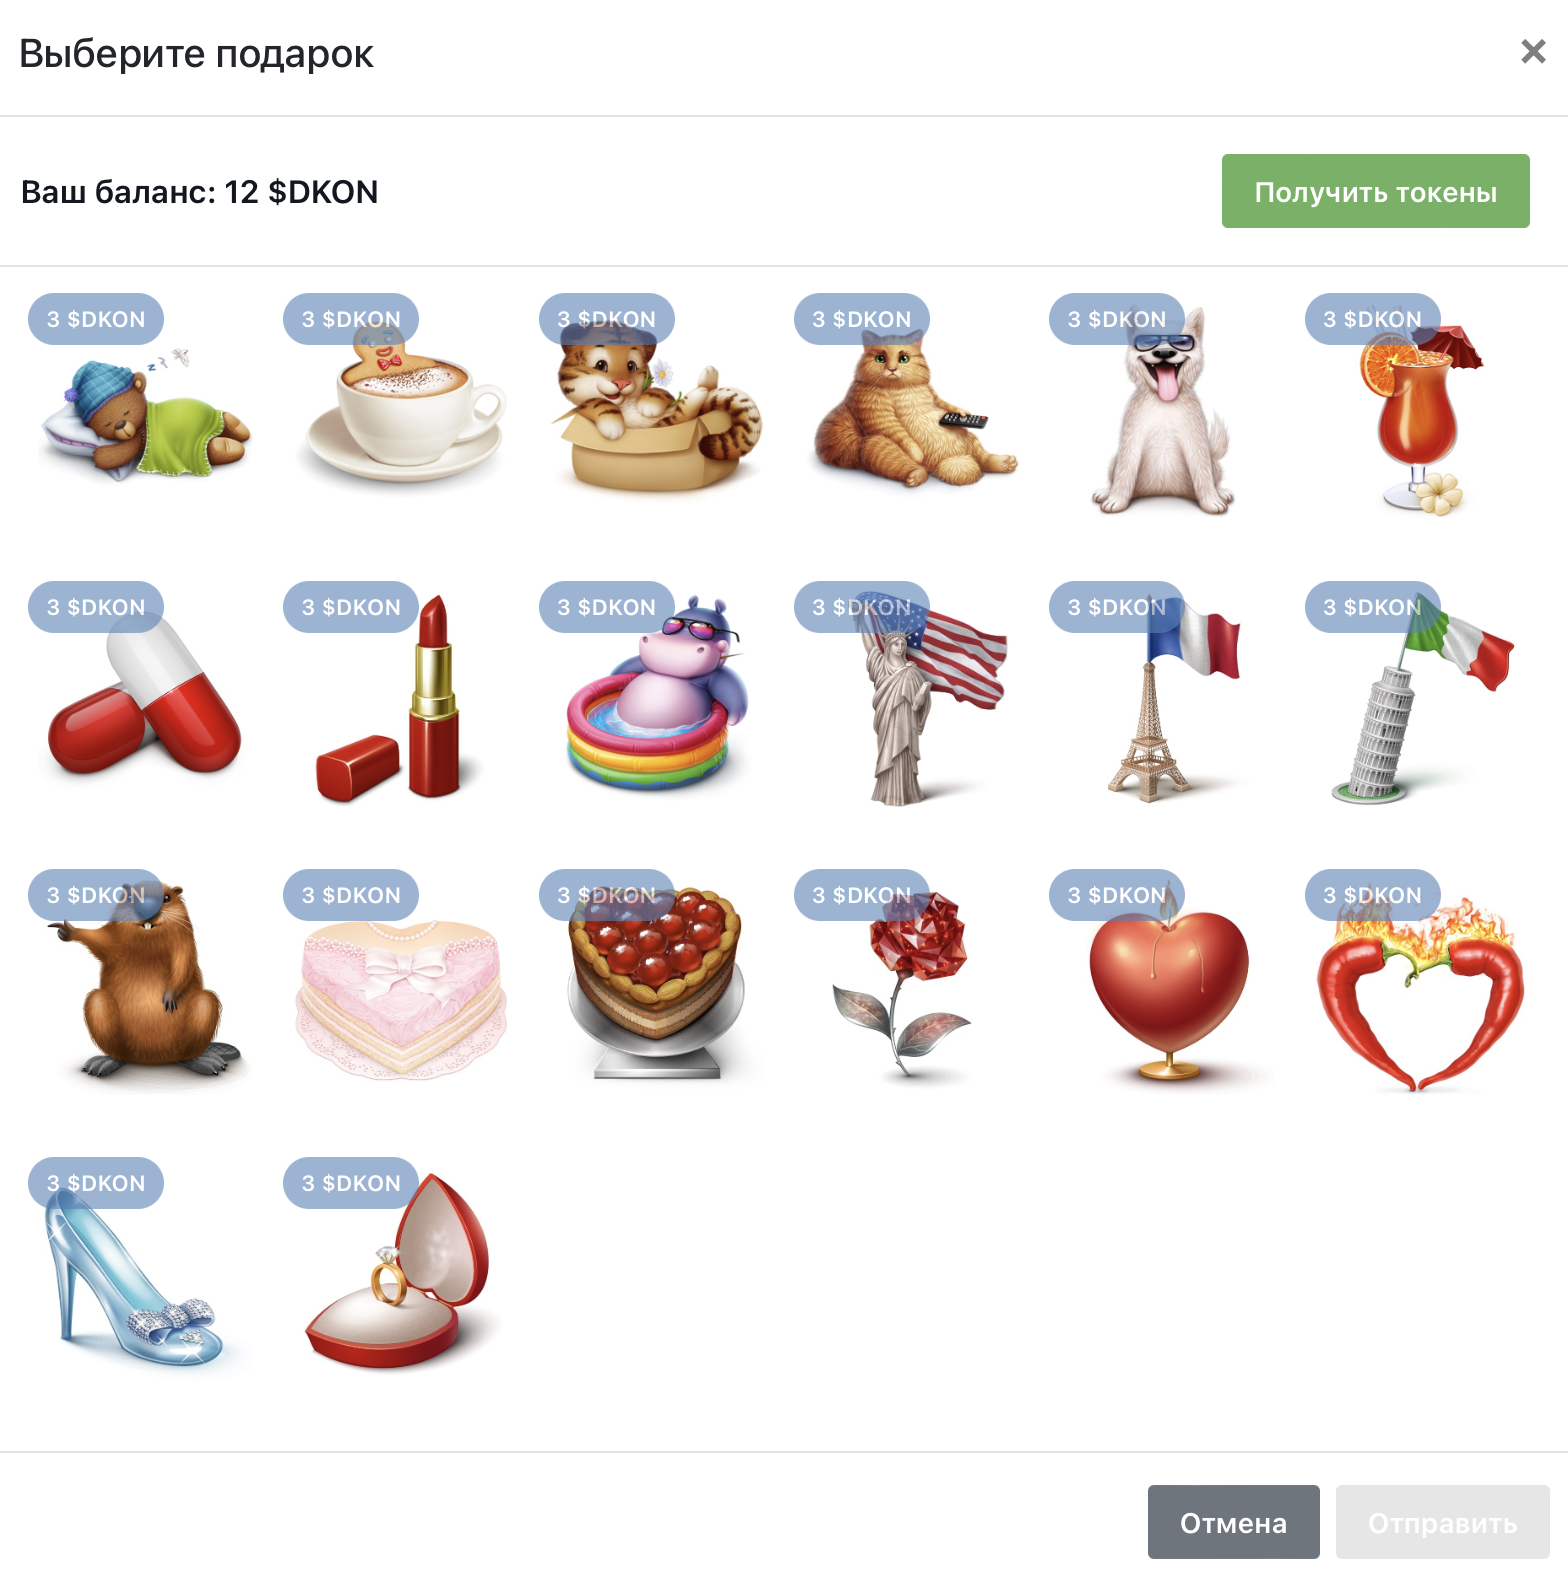 Выберите подарок ×
Ваш баланс: 12 $DKON
Получить токены
3 $DKON 3 $DKON 3 $DKON 3 $DKON 3 $DKON 3 $DKON
3 $DKON 3 $DKON 3 $DKON 3 $DKON 3 $DKON 3 $DKON
3 $DKON 3 $DKON 3 $DKON 3 $DKON 3 $DKON 3 $DKON
3 $DKON 3 $DKON
Отмена Отправить